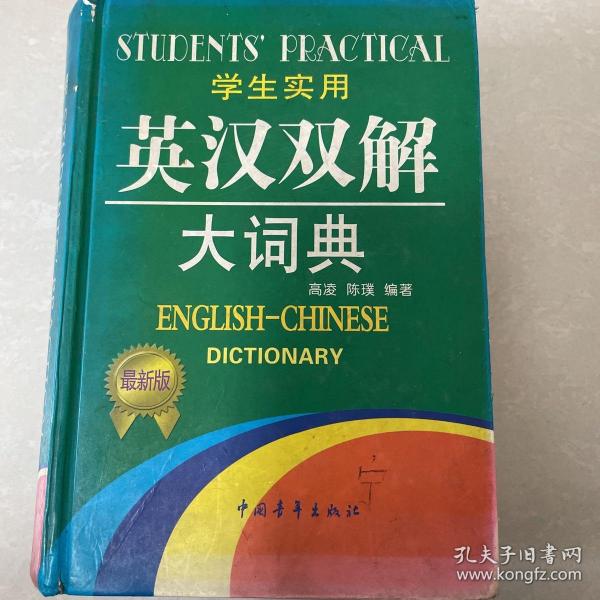 STUDENTS' PRACTICAL
学生实用
英汉双解
大词典
高凌 陈璞 编著
ENGLISH-CHINESE
DICTIONARY
最新版
宁
中国青年出版社
孔夫子旧书网
www.kongfz.com